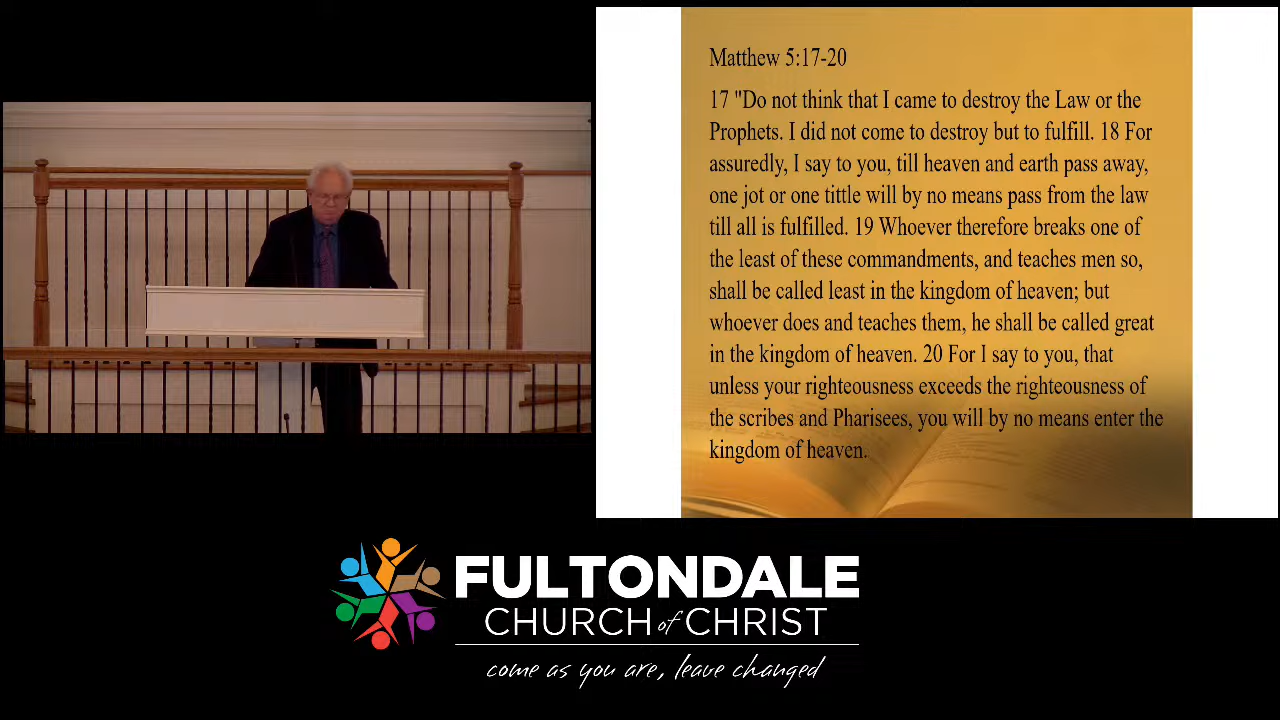 Matthew 5:17-20
17 "Do not think that I came to destroy the Law or the
Prophets. I did not come to destroy but to fulfill. 18 For
assuredly, I say to you, till heaven and earth pass away,
one jot or one tittle will by no means pass from the law
till all is fulfilled. 19 Whoever therefore breaks one of
the least of these commandments, and teaches men so,
shall be called least in the kingdom of heaven; but
whoever does and teaches them, he shall be called great
in the kingdom of heaven. 20 For I say to you, that
unless your righteousness exceeds the righteousness of
the scribes and Pharisees, you will by no means enter the
kingdom of heaven.
FULTONDALE
CHURCH of CHRIST
come as you are, leave changed